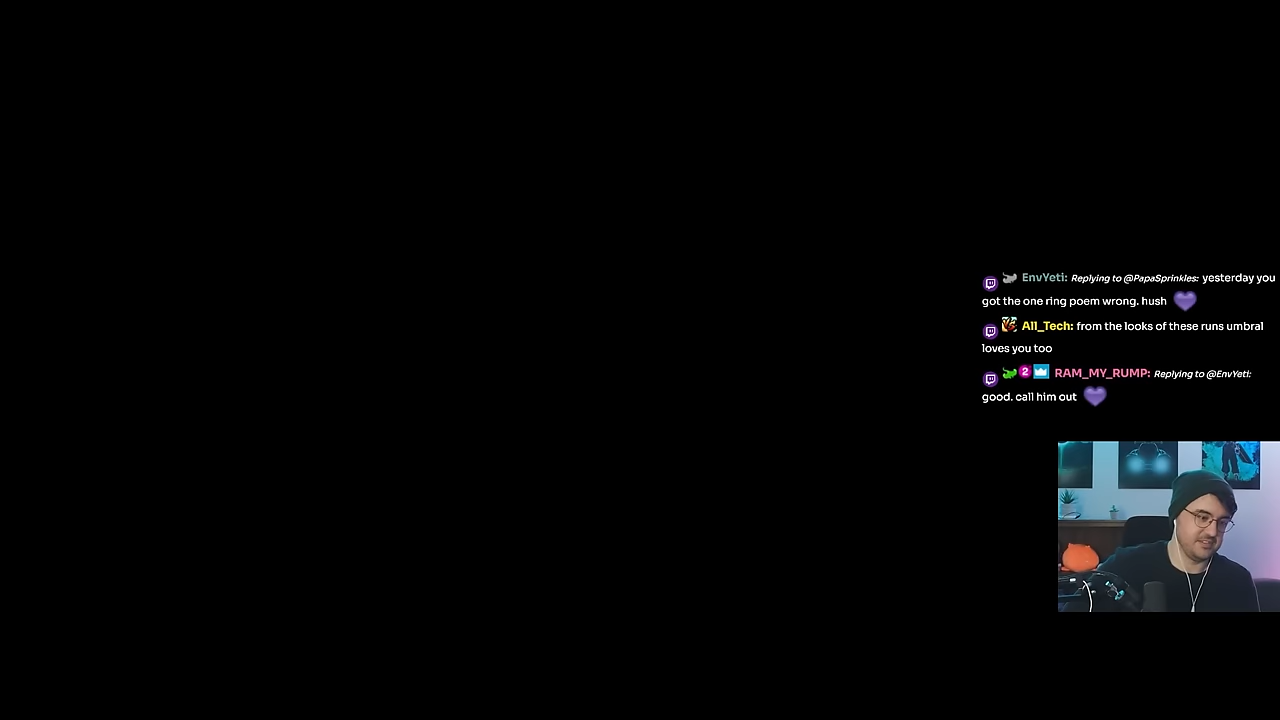 EnvYeti: Replying to @PapaSprinkles: yesterday you
got the one ring poem wrong. hush
All_Tech: from the looks of these runs umbral
loves you too
2 RAM_MY_RUMP: Replying to @EnvYeti:
good. call him out